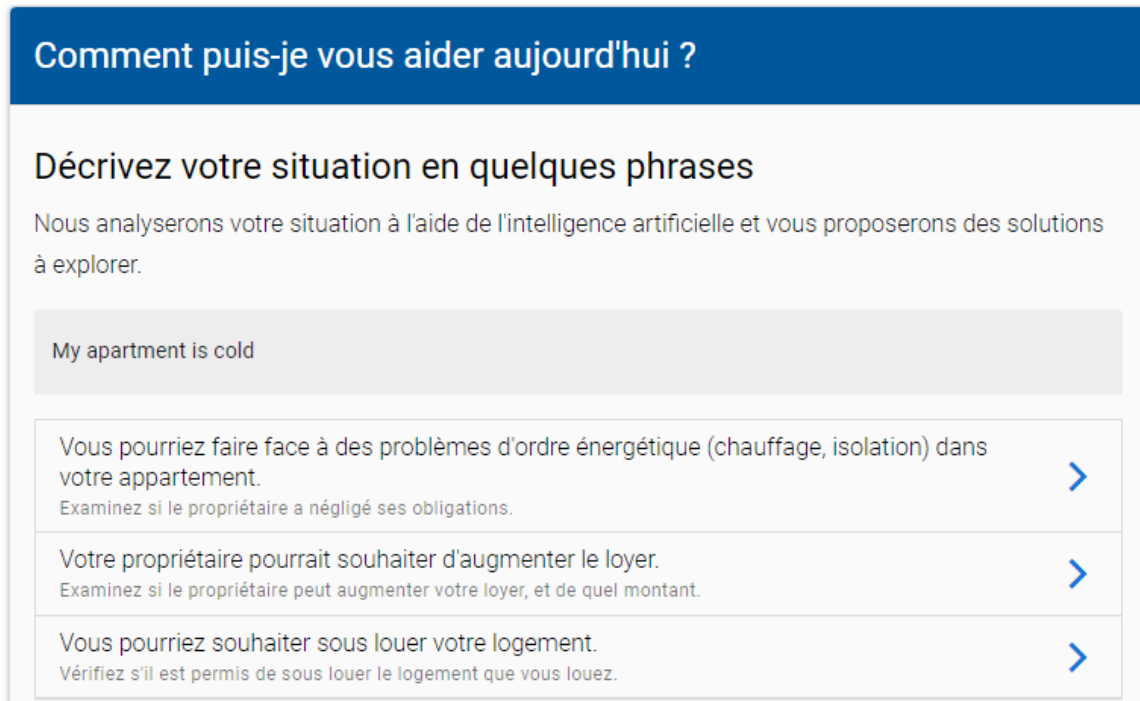 Comment puis-je vous aider aujourd'hui ?
Décrivez votre situation en quelques phrases
Nous analyserons votre situation à l'aide de l'intelligence artificielle et vous proposerons des solutions
à explorer.
My apartment is cold
Vous pourriez faire face à des problèmes d'ordre énergétique (chauffage, isolation) dans
votre appartement.
Examinez si le propriétaire a négligé ses obligations.
Votre propriétaire pourrait souhaiter d'augmenter le loyer.
Examinez si le propriétaire peut augmenter votre loyer, et de quel montant.
Vous pourriez souhaiter sous louer votre logement.
Vérifiez s'il est permis de sous louer le logement que vous louez.